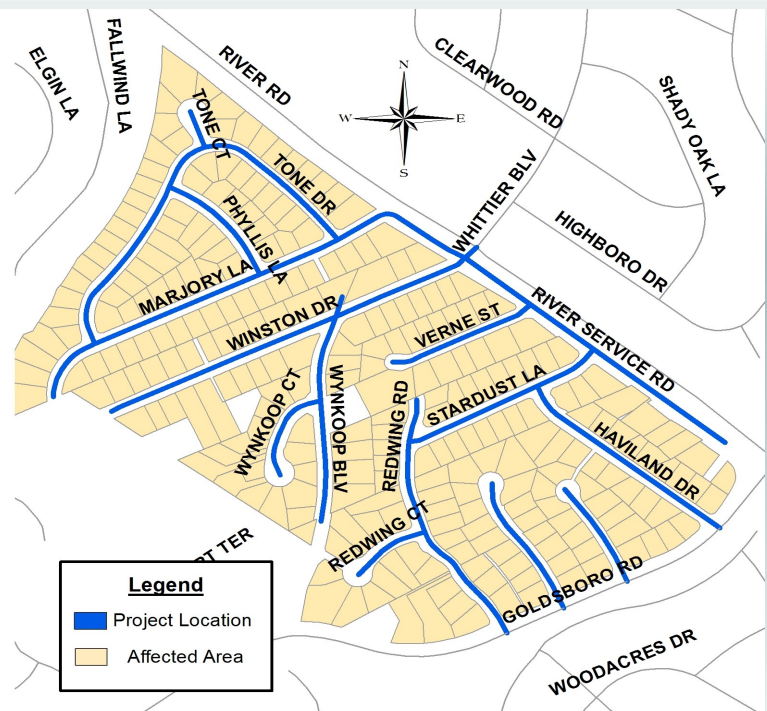 FALLWIND LA
ELGIN LA
RIVER RD
CLEARWOOD RD
SHADY OAK LA
N
W
E
S
TONE CT
TONE DR
WHITTIER BLV
PHYLLIS LA
HIGHBORO DR
MARJORY LA
WINSTON DR
VERNE ST
RIVER SERVICE RD
WYNKOOP CT
WYNKOOP BLV
REDWING RD
STARDUST LA
HAVILAND DR
REDWING CT
RT TER
GOLDSBORO RD
WOODACRES DR
Legend
Project Location
Affected Area